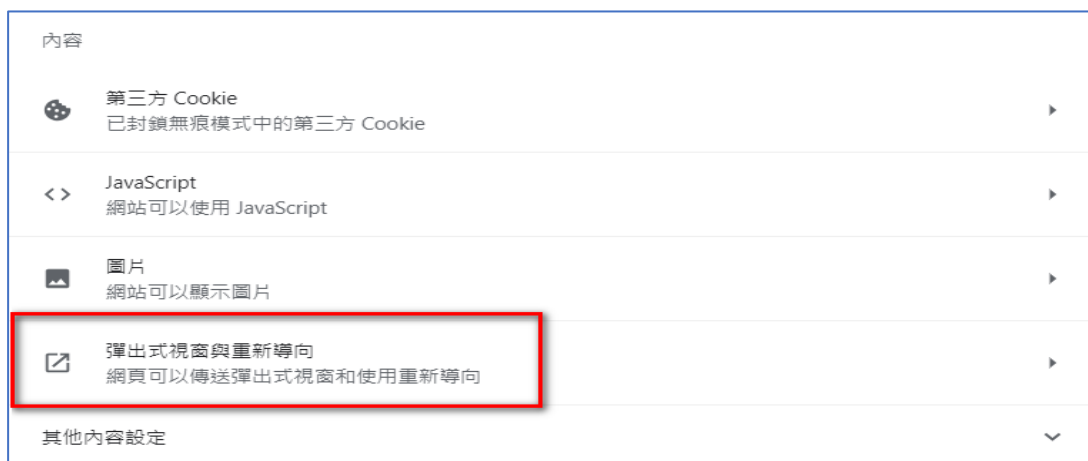 內容
第三方 Cookie
已封鎖無痕模式中的第三方 Cookie
JavaScript
網站可以使用 JavaScript
圖片
網站可以顯示圖片
彈出式視窗與重新導向
網頁可以傳送彈出式視窗和使用重新導向
其他內容設定